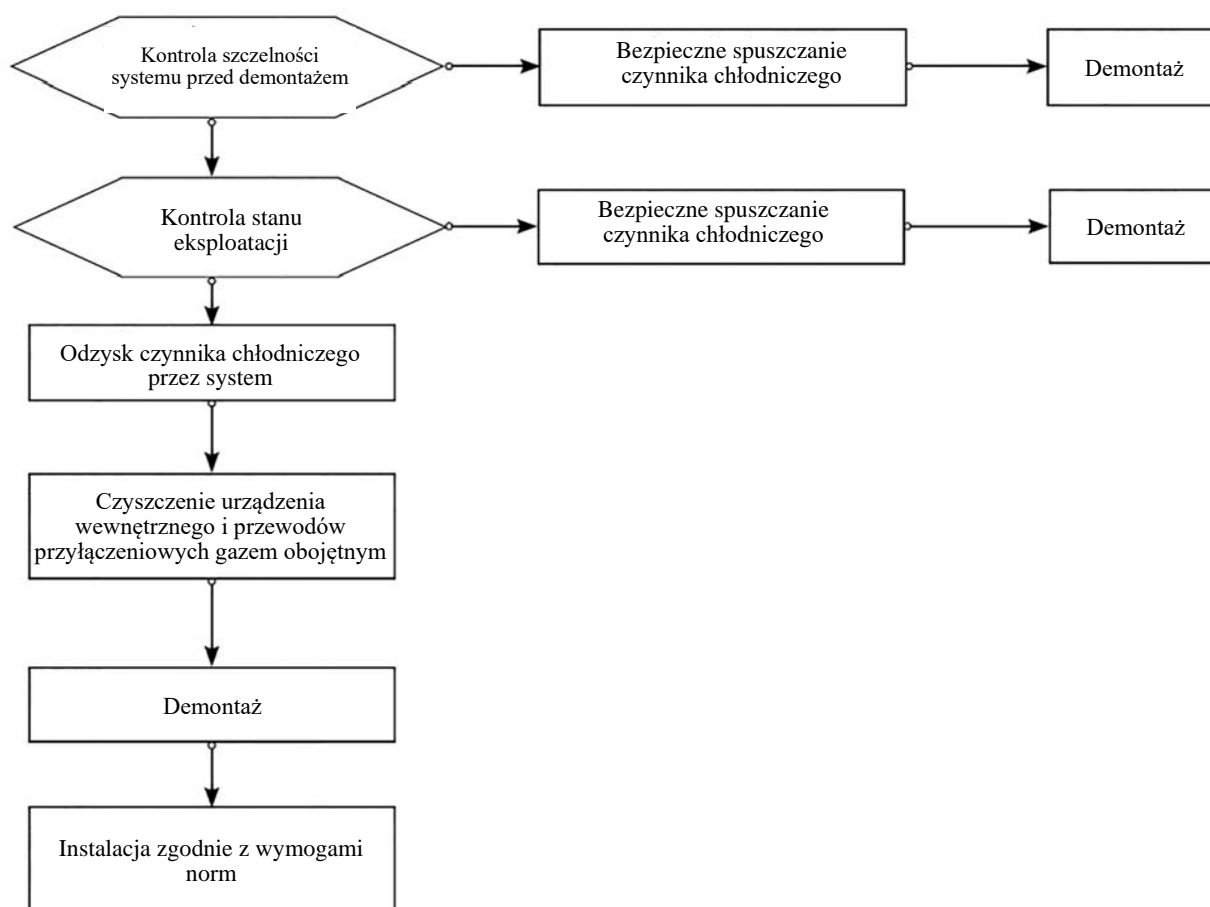 Kontrola szczelności
systemu przed demontażem
Bezpieczne spuszczanie
czynnika chłodniczego
Demontaż
Kontrola stanu
eksploatacji
Bezpieczne spuszczanie
czynnika chłodniczego
Demontaż
Odzysk czynnika chłodniczego
przez system
Czyszczenie urządzenia
wewnętrznego i przewodów
przyłączeniowych gazem obojętnym
Demontaż
Instalacja zgodnie z wymogami
norm